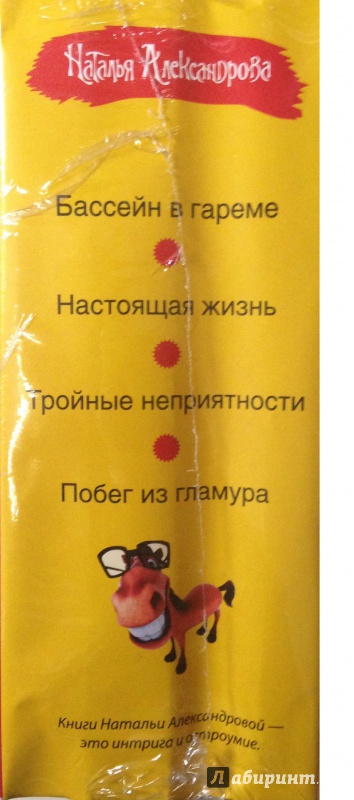 Наталья Александрова
Бассейн в гареме
Настоящая жизнь
Тройные неприятности
Побег из гламура
Книги Натальи Александровой —
это интрига и остроумие.
Лабиринт.